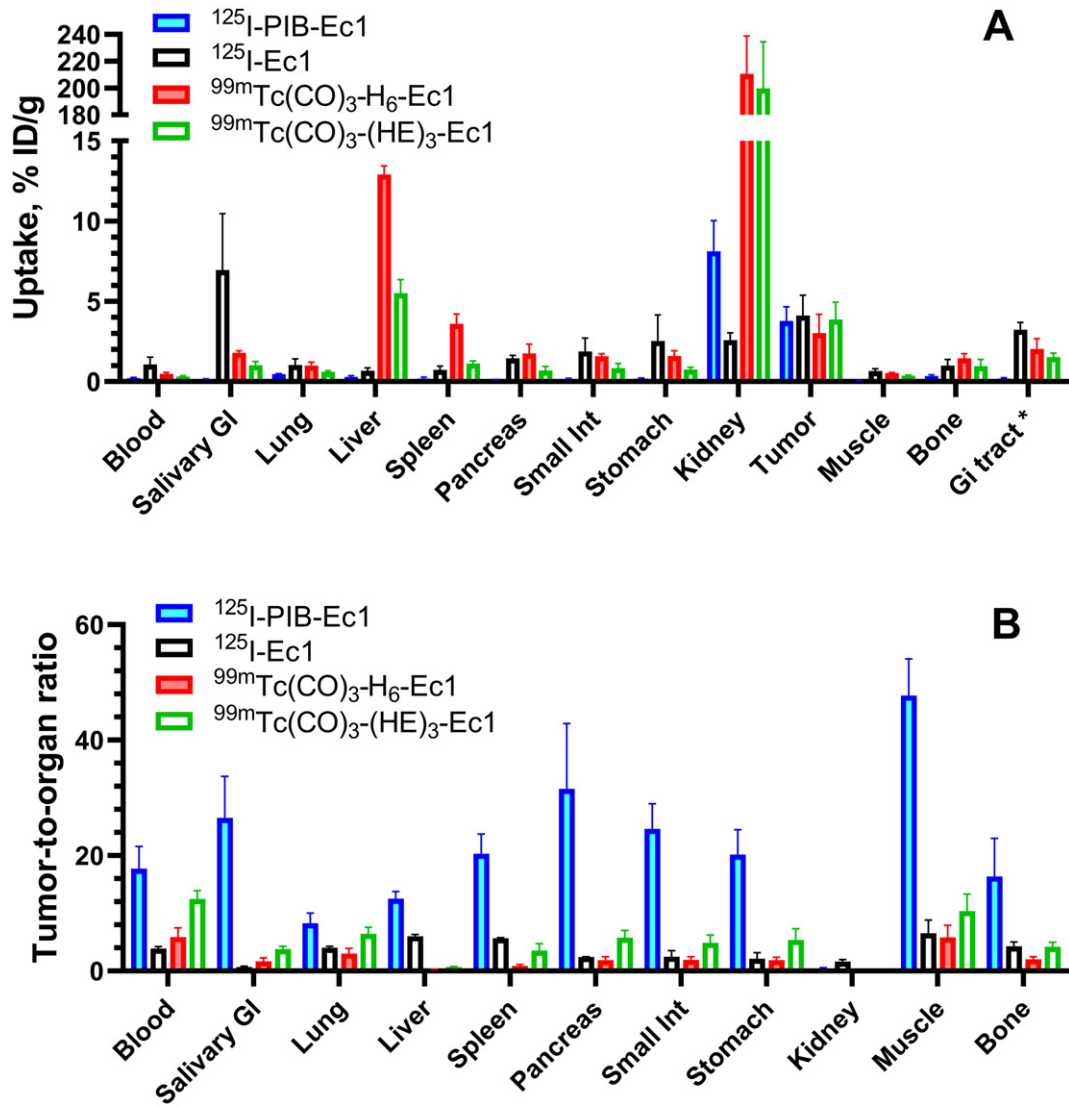 A
¹²⁵I-PIB-Ec1
¹²⁵I-Ec1
⁹⁹ᵐTc(CO)₃-H₆-Ec1
⁹⁹ᵐTc(CO)₃-(HE)₃-Ec1
Uptake, % ID/g
240
220
200
180
15
10
5
0
Blood
Salivary Gl
Lung
Liver
Spleen
Pancreas
Small Int
Stomach
Kidney
Tumor
Muscle
Bone
Gi tract *
B
¹²⁵I-PIB-Ec1
¹²⁵I-Ec1
⁹⁹ᵐTc(CO)₃-H₆-Ec1
⁹⁹ᵐTc(CO)₃-(HE)₃-Ec1
Tumor-to-organ ratio
60
40
20
0
Blood
Salivary Gl
Lung
Liver
Spleen
Pancreas
Small Int
Stomach
Kidney
Muscle
Bone